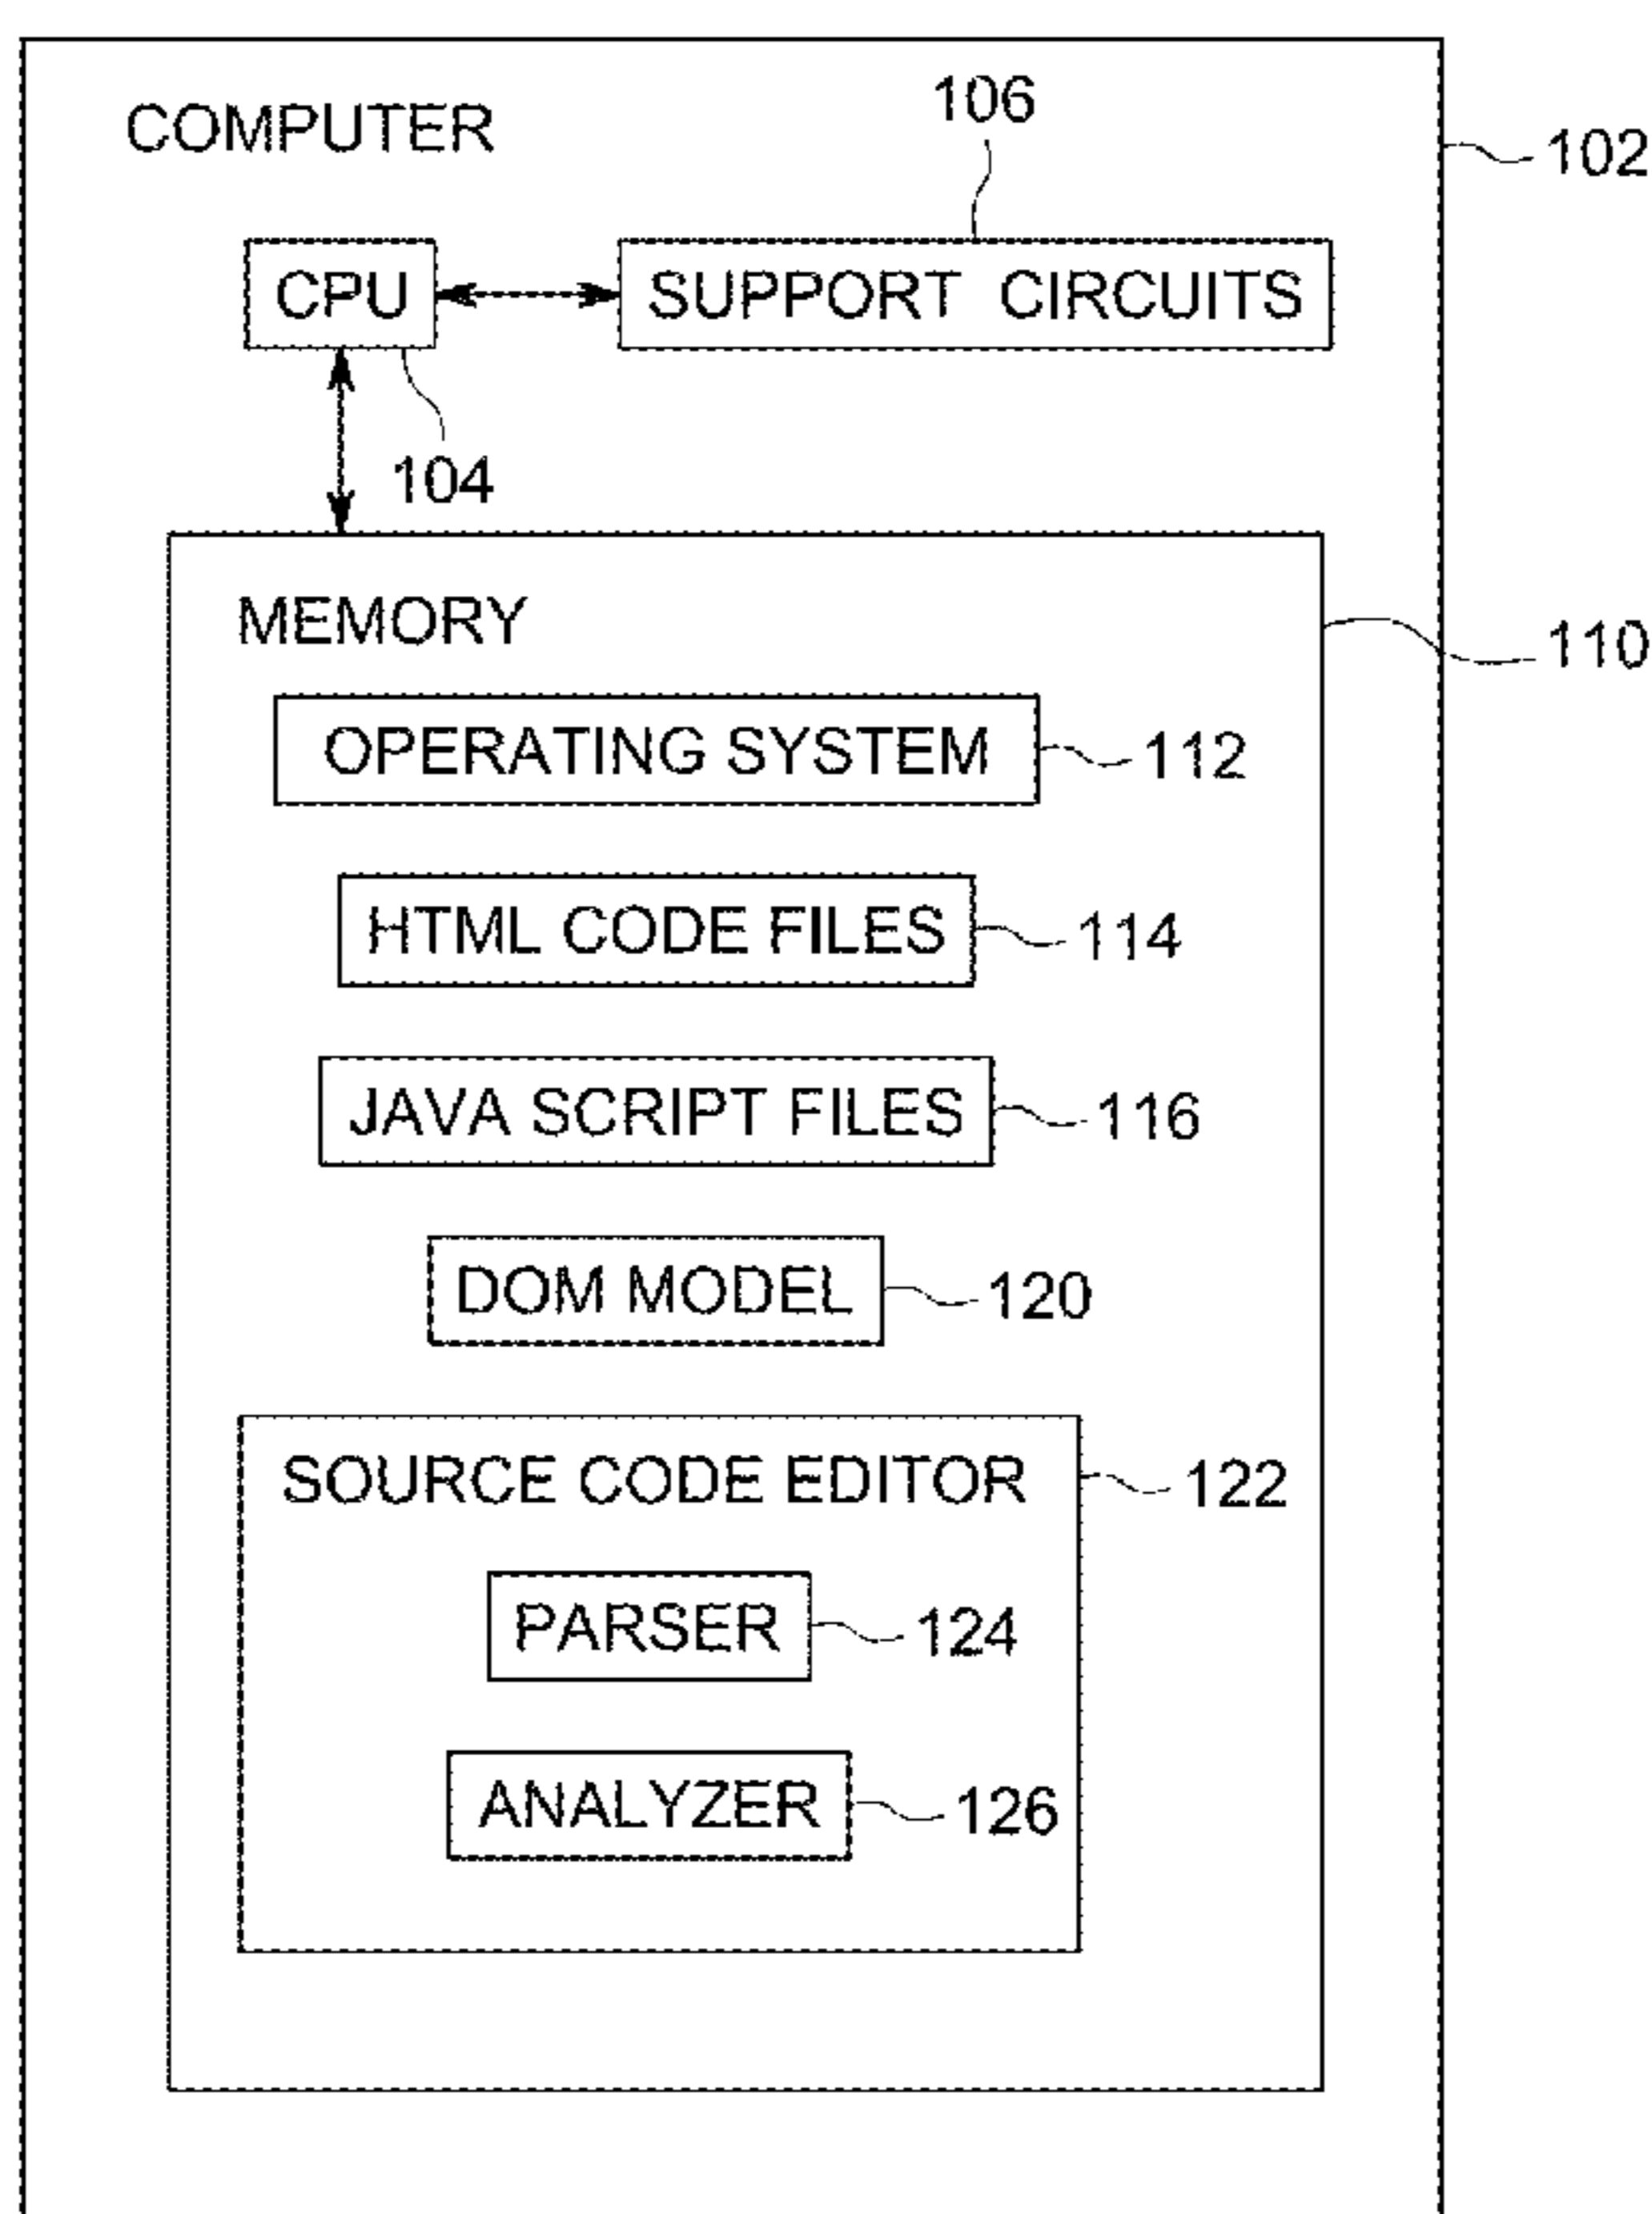 106
COMPUTER
102
CPU
SUPPORT CIRCUITS
104
MEMORY
110
OPERATING SYSTEM
112
HTML CODE FILES
114
JAVA SCRIPT FILES
116
DOM MODEL
120
SOURCE CODE EDITOR
122
PARSER
124
ANALYZER
126